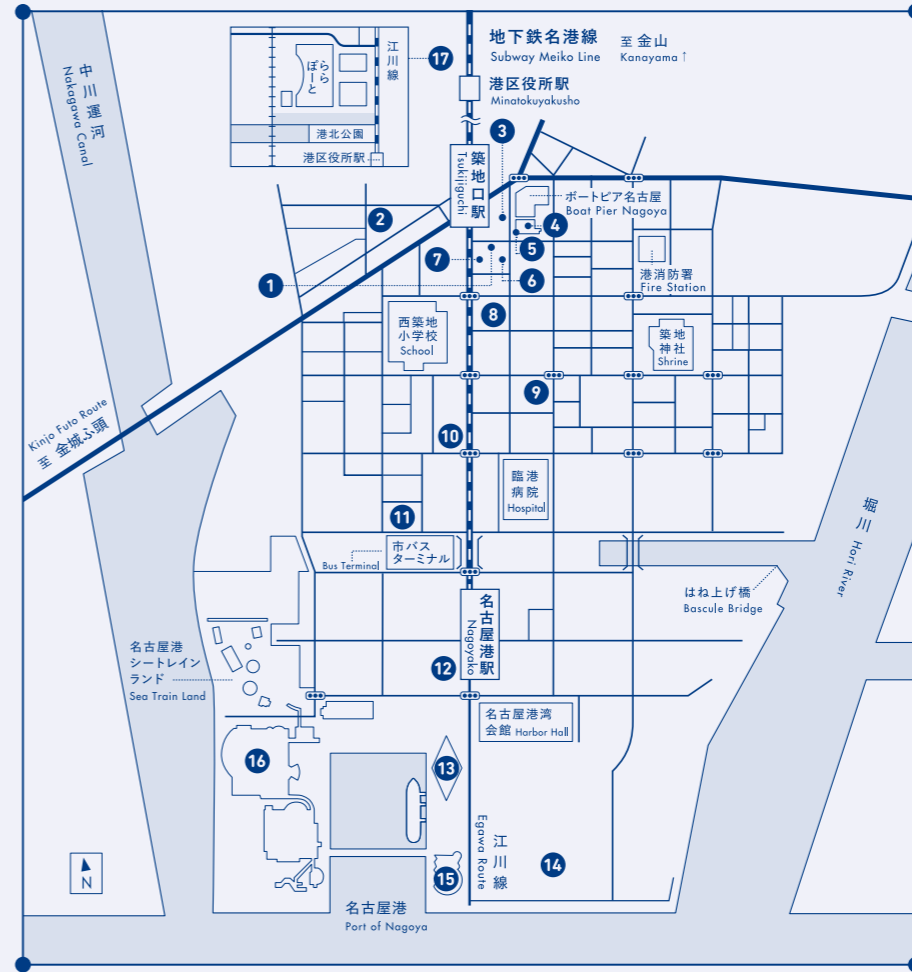 地下鉄名港線
Subway Meiko Line
至 金山
Kanayama ↑
港区役所駅
Minatokuyakusho
中川運河
Nakagawa Canal
江川線
ららぽーと
港北公園
港区役所駅
17
3
築地口駅
Tsukijiguchi
ボートピア名古屋
Boat Pier Nagoya
2
4
5
7
6
1
港消防署
Fire Station
8
西築地
小学校
School
築地
神社
Shrine
9
Kinjo Futo Route
至 金城ふ頭
10
臨港
病院
Hospital
11
堀川 Hori River
市バス
ターミナル
Bus Terminal
はね上げ橋
Bascule Bridge
名古屋港駅
Nagoyako
名古屋港
シートレイン
ランド
Sea Train Land
12
名古屋港湾
会館 Harbor Hall
16
13
江川線
Egawa Route
14
15
N
名古屋港
Port of Nagoya